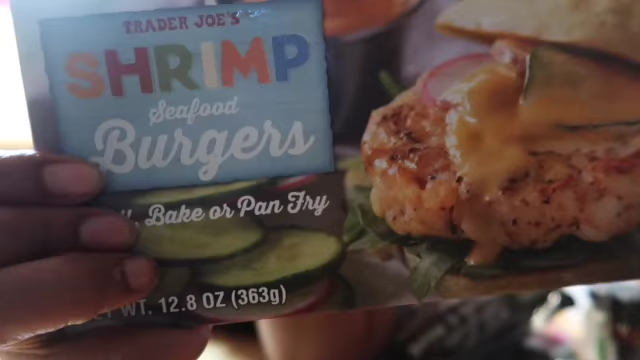 TRADER JOE'S
SHRIMP
Seafood
Burgers
Bake or Pan Fry
WT. 12.8 OZ (363g)